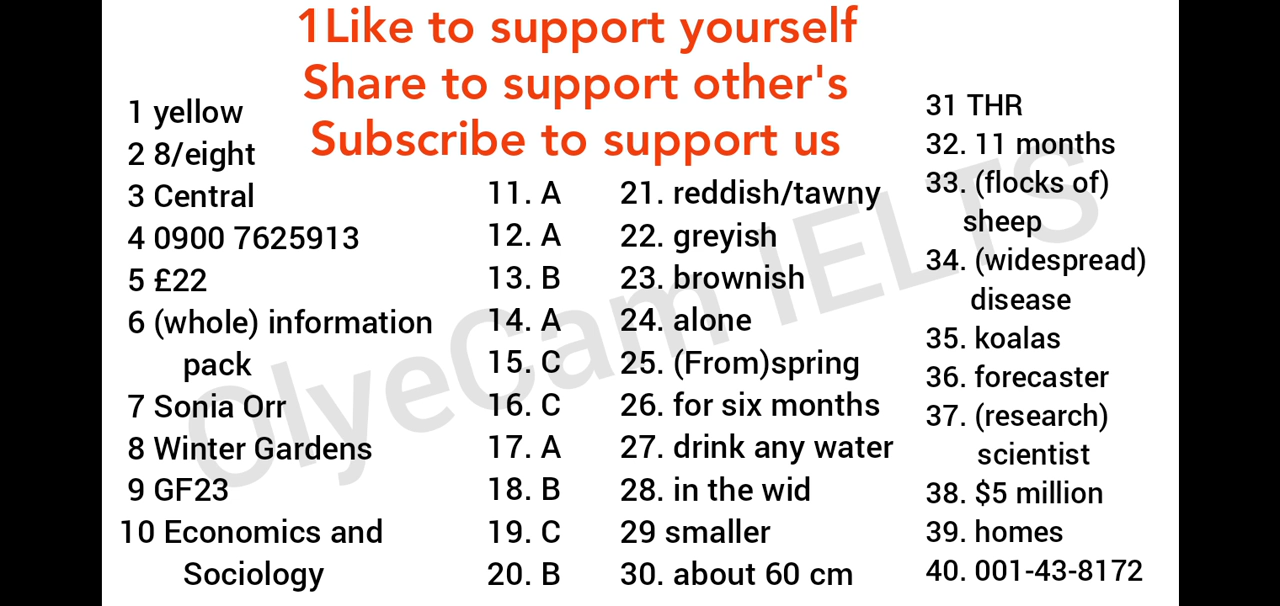 1Like to support yourself
Share to support other's
Subscribe to support us
1 yellow
2 8/eight
3 Central
4 0900 7625913
5 £22
6 (whole) information
pack
7 Sonia Orr
8 Winter Gardens
9 GF23
10 Economics and
Sociology
11. A
12. A
13. B
14. A
15. C
16. C
17. A
18. B
19. C
20. B
21. reddish/tawny
22. greyish
23. brownish
24. alone
25. (From)spring
26. for six months
27. drink any water
28. in the wid
29 smaller
30. about 60 cm
31 THR
32. 11 months
33. (flocks of)
sheep
34. (widespread)
disease
35. koalas
36. forecaster
37. (research)
scientist
38. $5 million
39. homes
40. 001-43-8172
OlyeCam IELTS